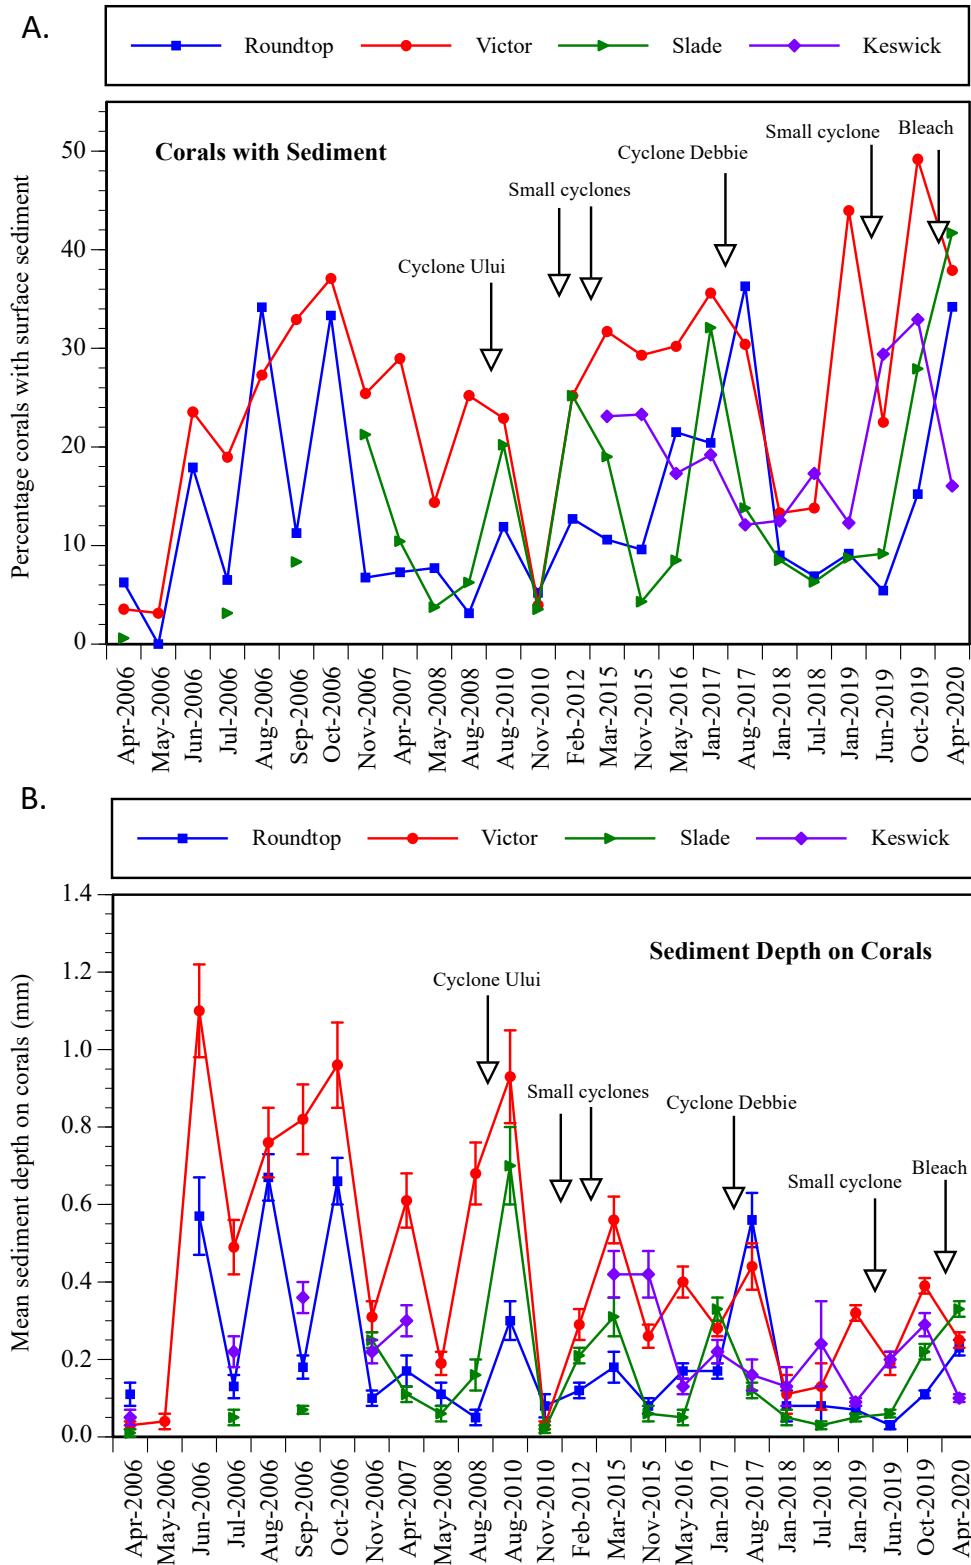 A.
Roundtop Victor Slade Keswick
Corals with Sediment
Cyclone Ului
Small cyclones
Cyclone Debbie
Small cyclone
Bleach
Percentage corals with surface sediment
50
40
30
20
10
0
Apr-2006
May-2006
Jun-2006
Jul-2006
Aug-2006
Sep-2006
Oct-2006
Nov-2006
Apr-2007
May-2008
Aug-2008
Aug-2010
Nov-2010
Feb-2012
Mar-2015
Nov-2015
May-2016
Jan-2017
Aug-2017
Jan-2018
Jul-2018
Jan-2019
Jun-2019
Oct-2019
Apr-2020
B.
Roundtop Victor Slade Keswick
Sediment Depth on Corals
Cyclone Ului
Small cyclones
Cyclone Debbie
Small cyclone
Bleach
Mean sediment depth on corals (mm)
1.4
1.2
1.0
0.8
0.6
0.4
0.2
0.0
Apr-2006
May-2006
Jun-2006
Jul-2006
Aug-2006
Sep-2006
Oct-2006
Nov-2006
Apr-2007
May-2008
Aug-2008
Aug-2010
Nov-2010
Feb-2012
Mar-2015
Nov-2015
May-2016
Jan-2017
Aug-2017
Jan-2018
Jul-2018
Jan-2019
Jun-2019
Oct-2019
Apr-2020